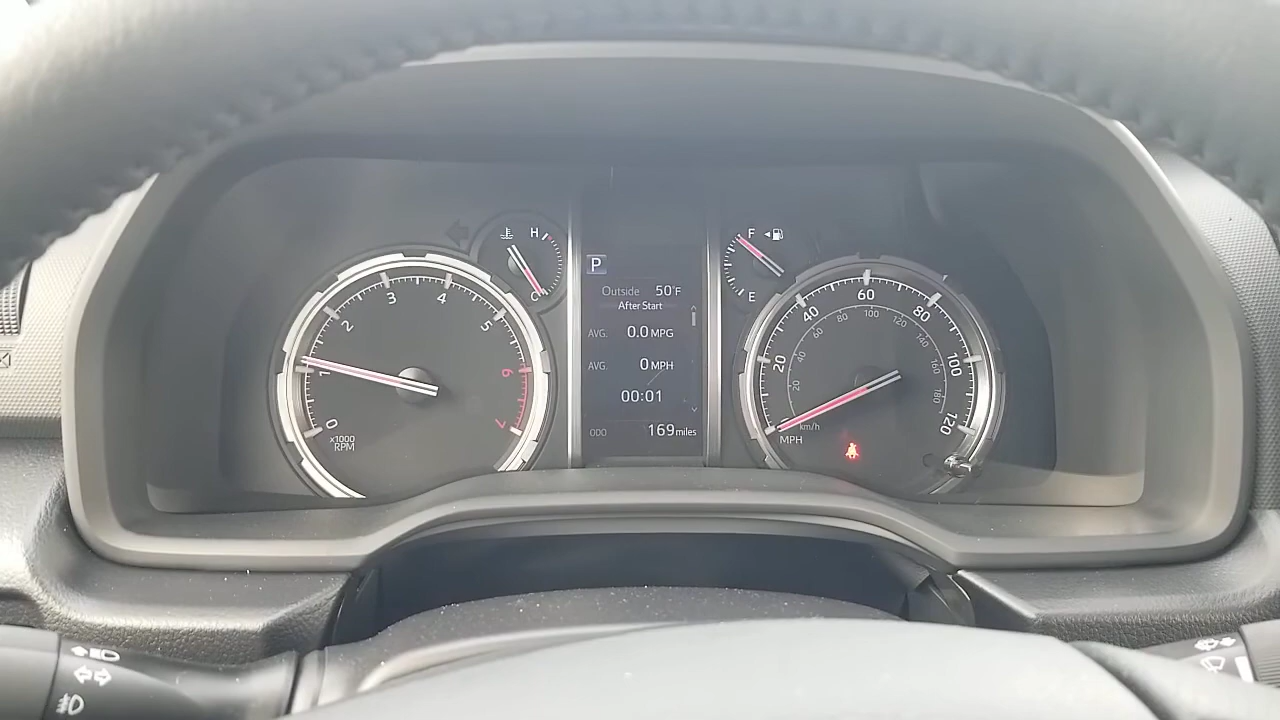 0
1
2
3
4
5
6
7
x1000
RPM
H
C
P
Outside 50°F
After Start
AVG. 0.0 MPG
AVG. 0 MPH
00:01
ODO 169 miles
F
E
20
40
60
80
100
120
20
40
60
80
100
120
140
160
180
km/h
MPH